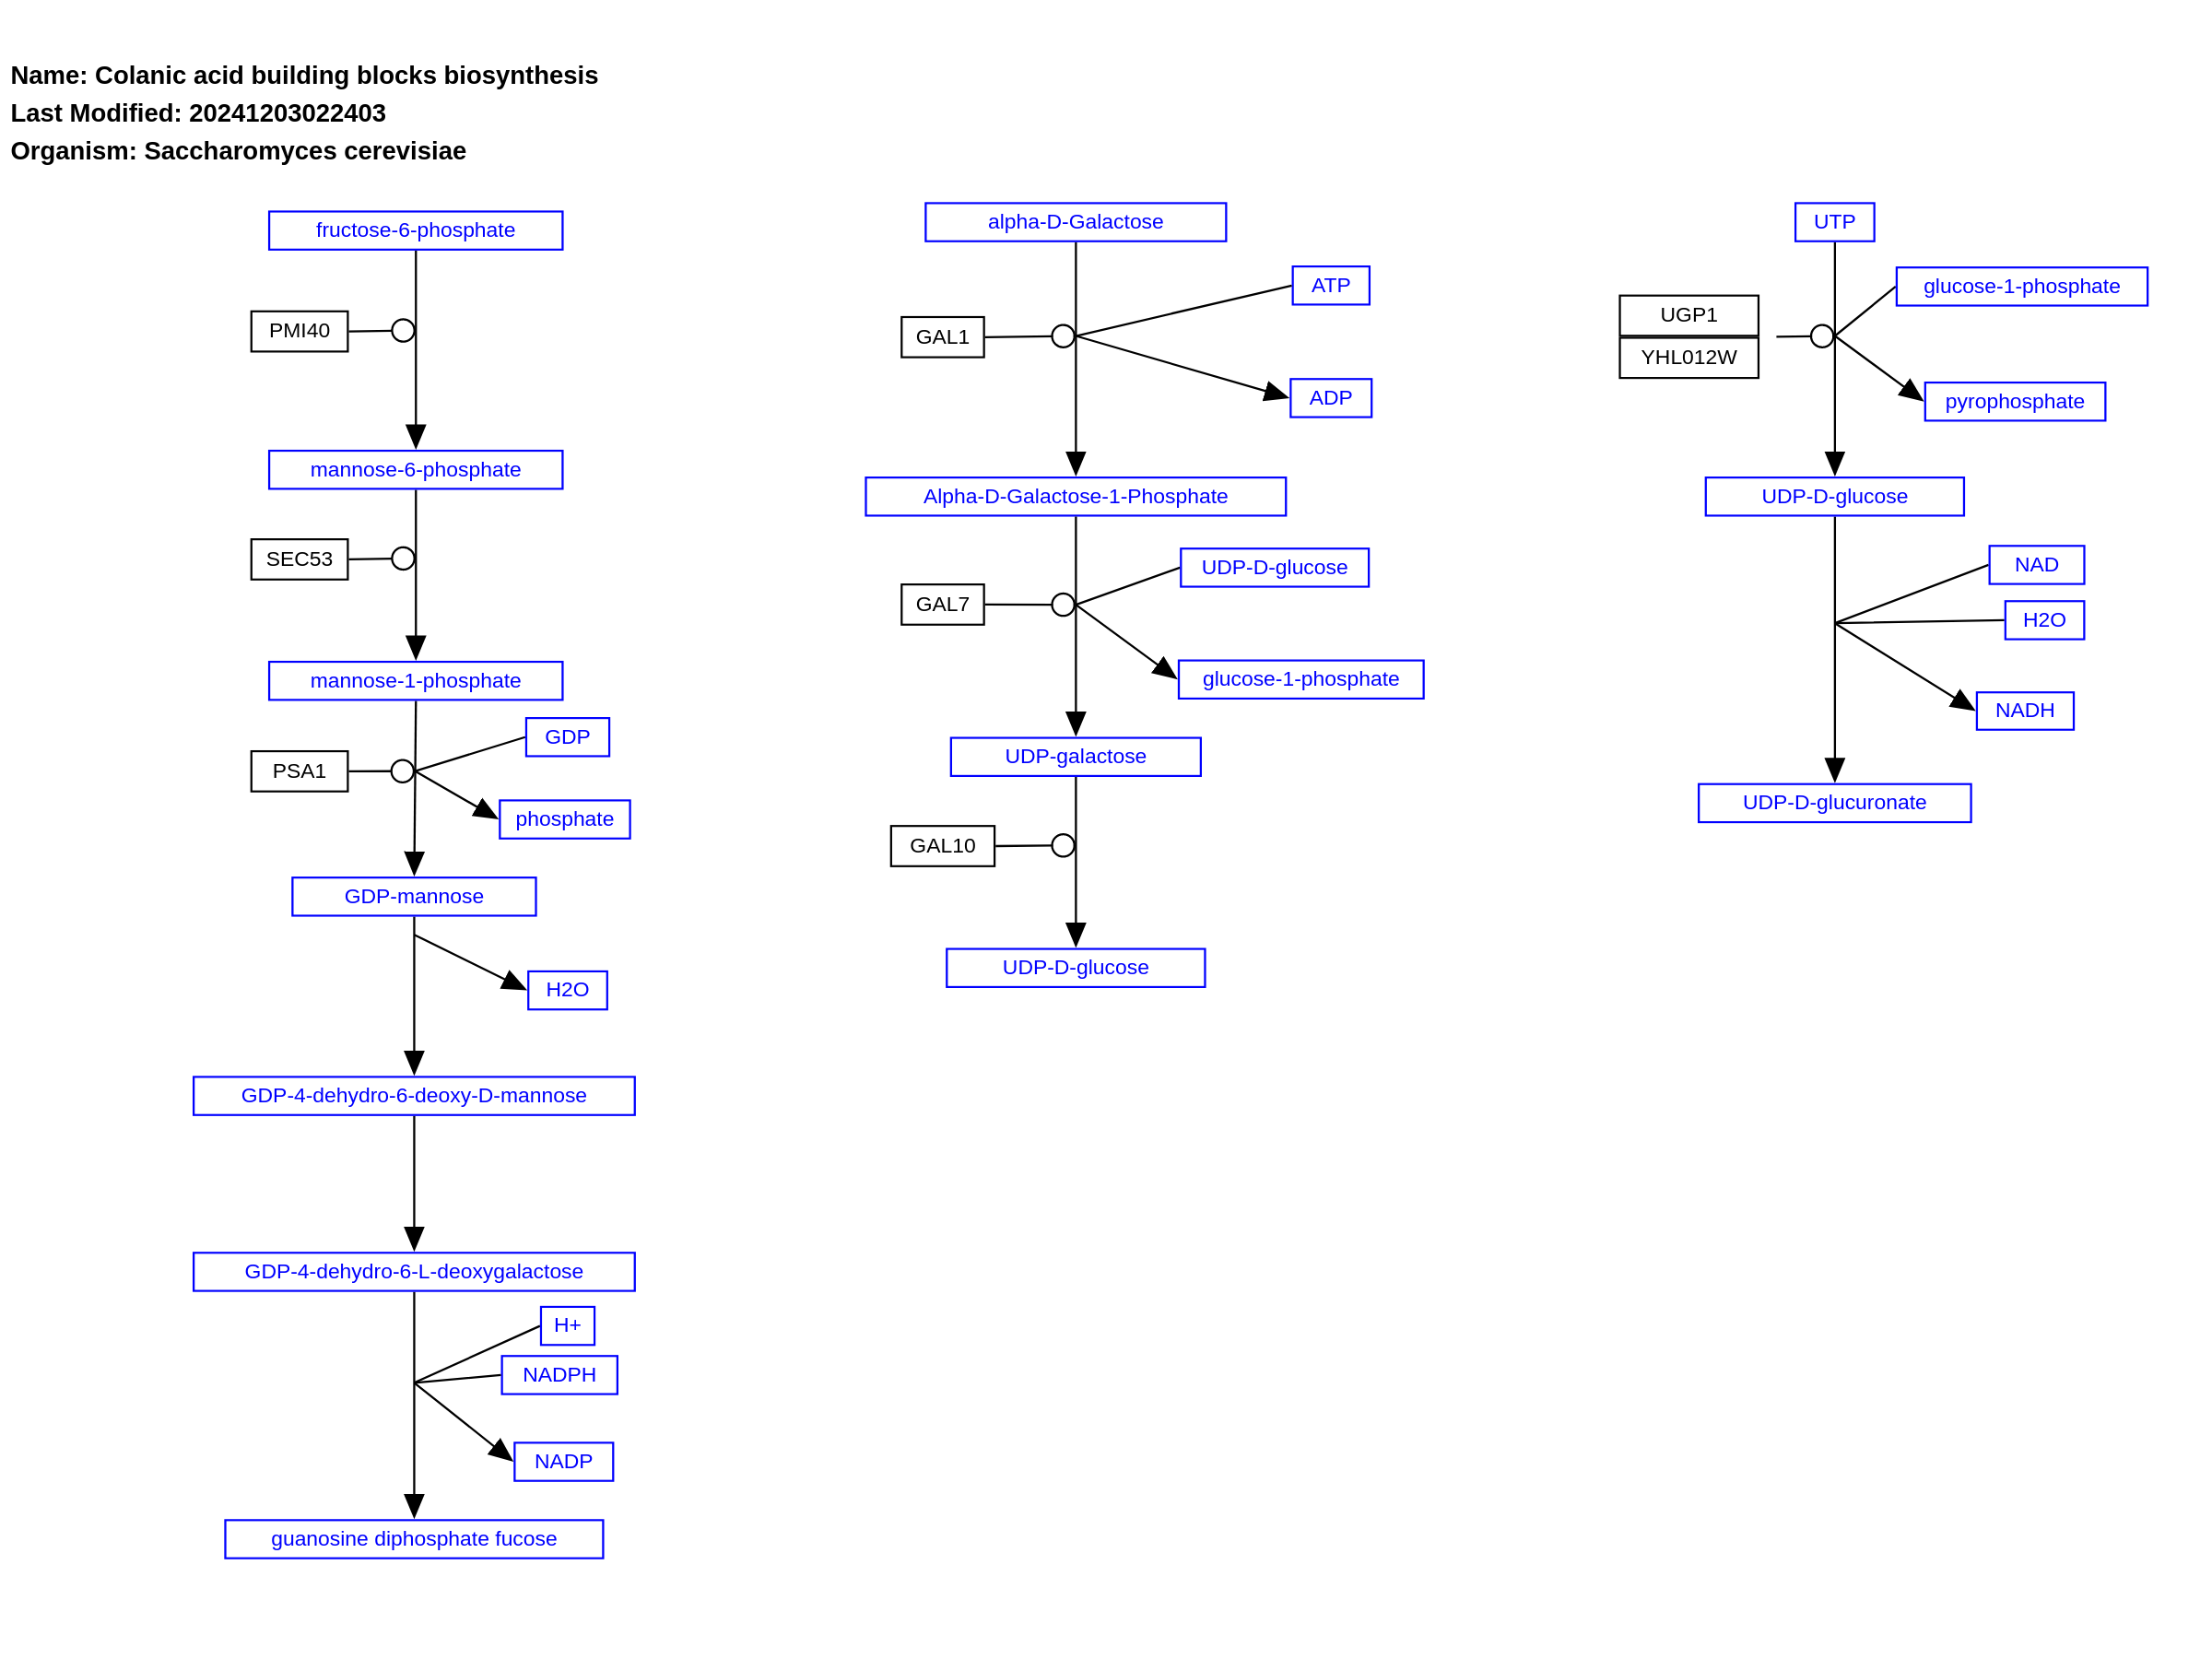 Name: Colanic acid building blocks biosynthesis
Last Modified: 20241203022403
Organism: Saccharomyces cerevisiae
fructose-6-phosphate
PMI40
mannose-6-phosphate
SEC53
mannose-1-phosphate
GDP
PSA1
phosphate
GDP-mannose
H2O
GDP-4-dehydro-6-deoxy-D-mannose
GDP-4-dehydro-6-L-deoxygalactose
H+
NADPH
NADP
guanosine diphosphate fucose
alpha-D-Galactose
ATP
GAL1
ADP
Alpha-D-Galactose-1-Phosphate
UDP-D-glucose
GAL7
glucose-1-phosphate
UDP-galactose
GAL10
UDP-D-glucose
UTP
glucose-1-phosphate
UGP1
YHL012W
pyrophosphate
UDP-D-glucose
NAD
H2O
NADH
UDP-D-glucuronate